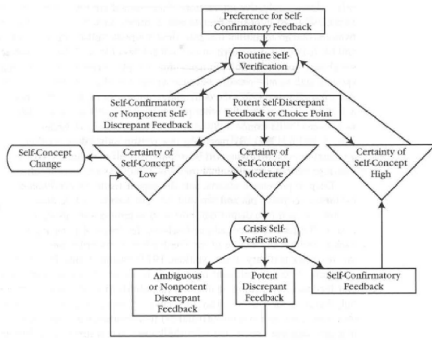 Preference for Self-
Confirmatory Feedback
Routine Self-
Verification
Self-Confirmatory
or Nonpotent Self-
Discrepant Feedback
Potent Self-Discrepant
Feedback or Choice Point
Self-Concept
Change
Certainty of
Self-Concept
Low
Certainty of
Self-Concept
Moderate
Certainty of
Self-Concept
High
Crisis Self-
Verification
Ambiguous
or Nonpotent
Discrepant
Feedback
Potent
Discrepant
Feedback
Self-Confirmatory
Feedback